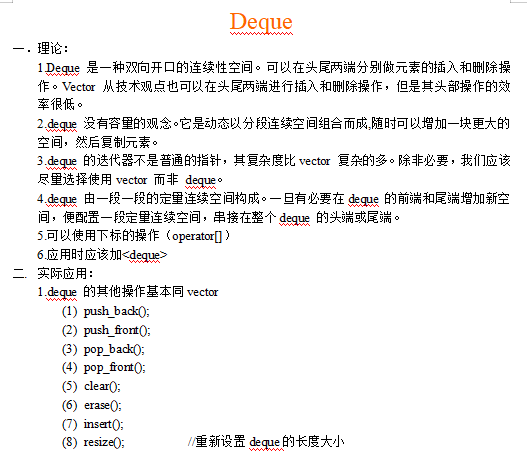 Deque
一．理论：
1.Deque 是一种双向开口的连续性空间。可以在头尾两端分别做元素的插入和删除操
作。Vector 从技术观点也可以在头尾两端进行插入和删除操作，但是其头部操作的效
率很低。
2.deque 没有容量的观念。它是动态以分段连续空间组合而成,随时可以增加一块更大的
空间，然后复制元素。
3.deque 的迭代器不是普通的指针，其复杂度比 vector 复杂的多。除非必要，我们应该
尽量选择使用 vector 而非 deque。
4.deque 由一段一段的定量连续空间构成。一旦有必要在 deque 的前端和尾端增加新空
间，便配置一段定量连续空间，串接在整个 deque 的头端或尾端。
5.可以使用下标的操作（operator[]）
6.应用时应该加<deque>
二. 实际应用：
1.deque 的其他操作基本同 vector
(1) push_back();
(2) push_front();
(3) pop_back();
(4) pop_front();
(5) clear();
(6) erase();
(7) insert();
(8) resize(); //重新设置 deque 的长度大小